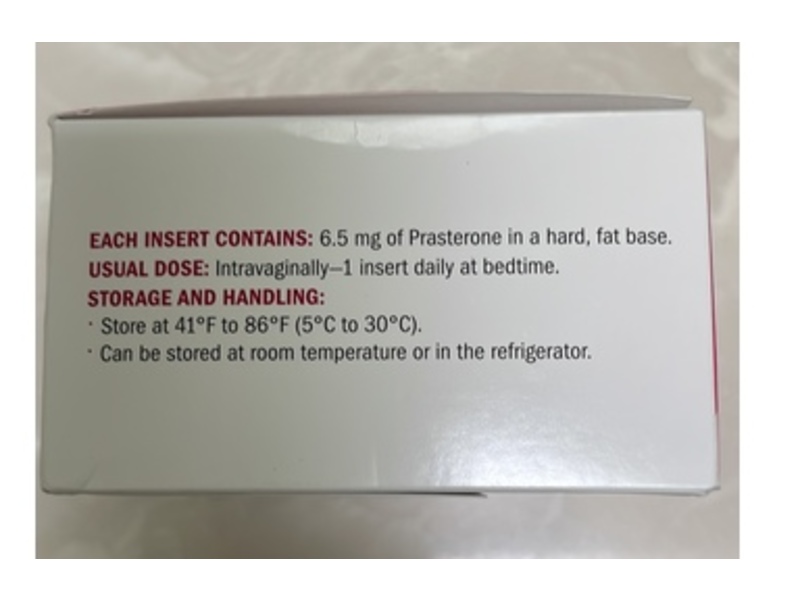 EACH INSERT CONTAINS: 6.5 mg of Prasterone in a hard, fat base.
USUAL DOSE: Intravaginally–1 insert daily at bedtime.
STORAGE AND HANDLING:
· Store at 41°F to 86°F (5°C to 30°C).
· Can be stored at room temperature or in the refrigerator.